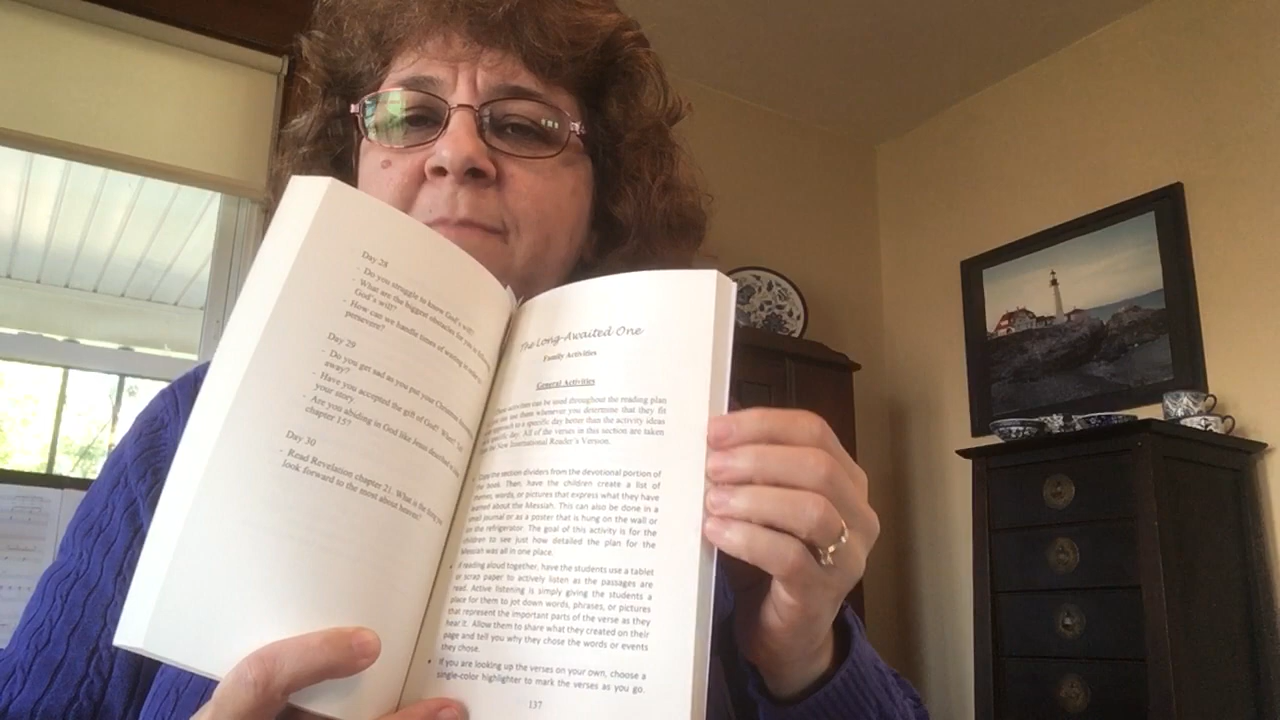 Day 28
- Do you struggle to know God's will?
- What are the biggest obstacles for you in
God's will?
- How can we handle times of waiting
persevere?
Day 29
- Do you get sad as you put your Christmas
away?
- Have you accepted the gift of God? When? Tell
your story.
- Are you abiding in God like Jesus described in
chapter 15?
Day 30
- Read Revelation chapter 21. What is the thing you
look forward to the most about heaven?
The Long-Awaited One
Family Activities
General Activities
These activities can be used throughout the reading plan
use them whenever you determine that they fit
approach to a specific day better than the activity ideas
specific day. All of the verses in this section are taken
the New International Reader's Version.
the section dividers from the devotional portion of
the book. Then, have the children create a list of
themes, words, or pictures that express what they have
learned about the Messiah. This can also be done in a
small journal or as a poster that is hung on the wall or
on the refrigerator. The goal of this activity is for the
children to see just how detailed the plan for the
Messiah was all in one place.
• If reading aloud together, have the students use a tablet
or scrap paper to actively listen as the passages are
read. Active listening is simply giving the students a
place for them to jot down words, phrases, or pictures
that represent the important parts of the verse as they
hear it. Allow them to share what they created on their
page and tell you why they chose the words or events
they chose.
• If you are looking up the verses on your own, choose a
single-color highlighter to mark the verses as you go.
137